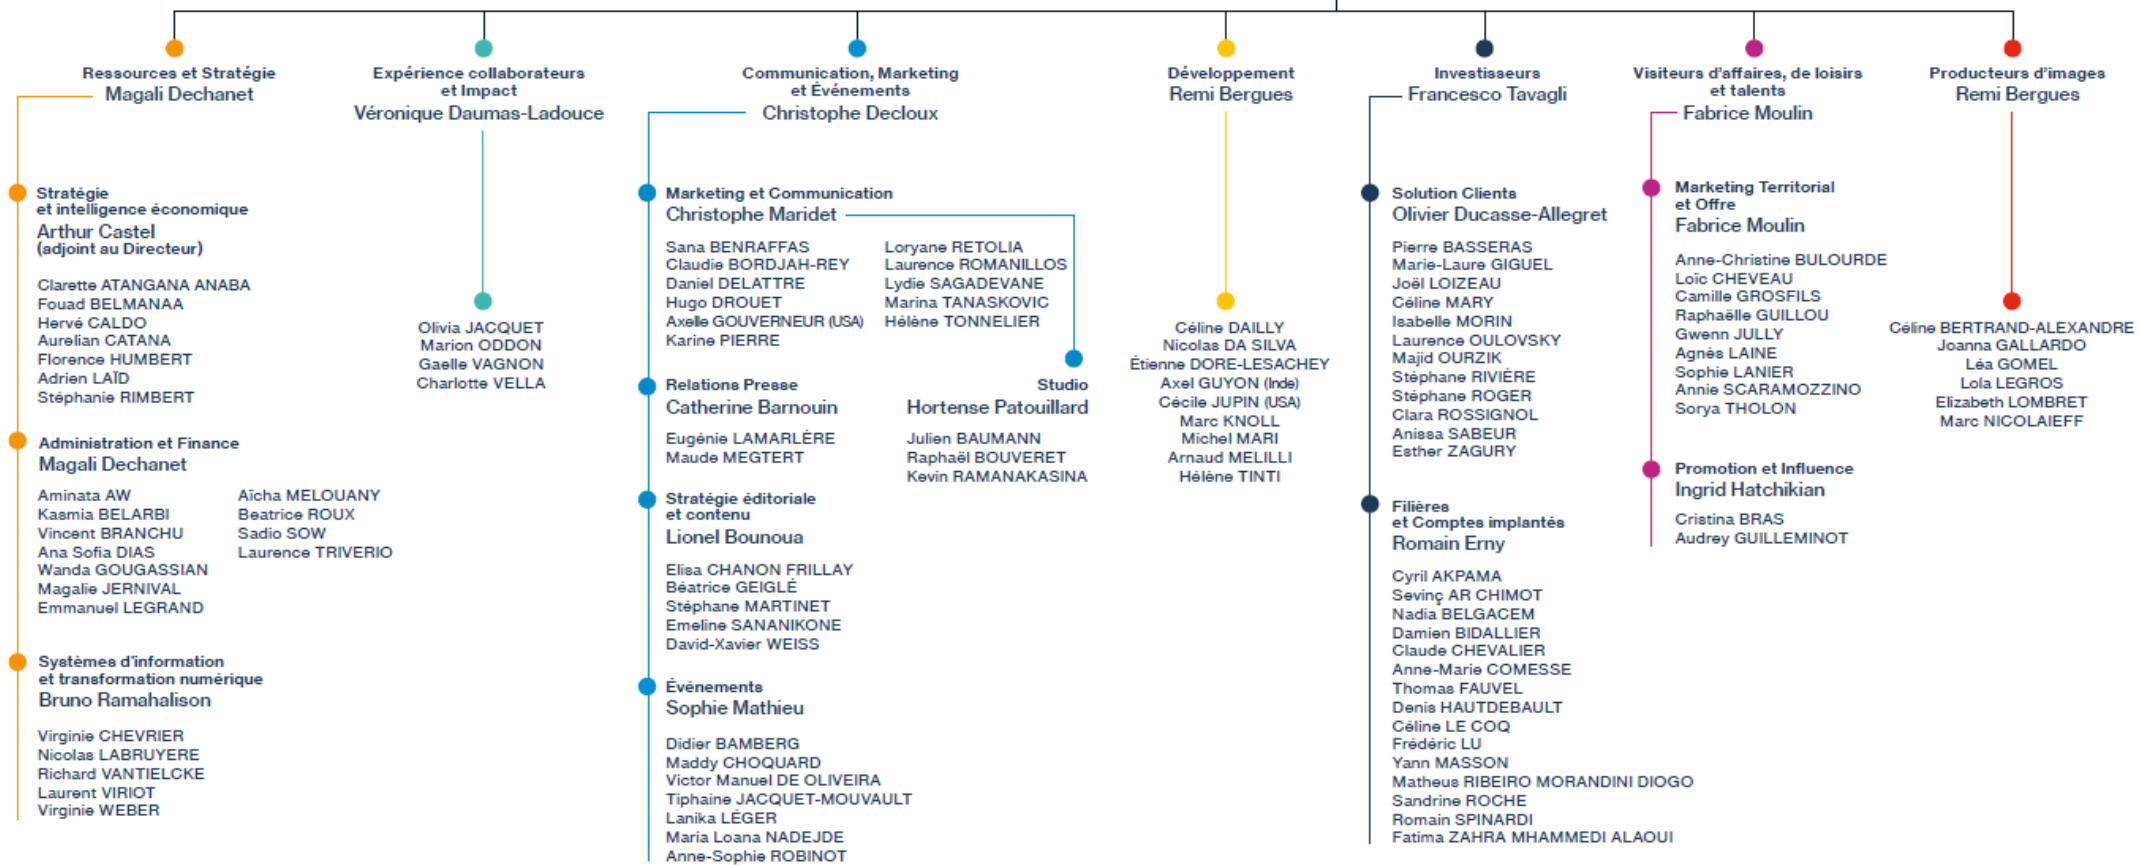 Ressources et Stratégie
Magali Dechanet
Stratégie
et intelligence économique
Arthur Castel
(adjoint au Directeur)
Clarette ATANGANA ANABA
Fouad BELMANAA
Hervé CALDO
Aurelian CATANA
Florence HUMBERT
Adrien LAÏD
Stéphanie RIMBERT
Administration et Finance
Magali Dechanet
Aminata AW
Kasmia BELARBI
Vincent BRANCHU
Ana Sofia DIAS
Wanda GOUGASSIAN
Magalie JERNIVAL
Emmanuel LEGRAND
Aïcha MELOUANY
Beatrice ROUX
Sadio SOW
Laurence TRIVERIO
Systèmes d'information
et transformation numérique
Bruno Ramahalison
Virginie CHEVRIER
Nicolas LABRUYERE
Richard VANTIELCKE
Laurent VIRIOT
Virginie WEBER
Expérience collaborateurs
et Impact
Véronique Daumas-Ladouce
Olivia JACQUET
Marion ODDON
Gaelle VAGNON
Charlotte VELLA
Communication, Marketing
et Événements
Christophe Decloux
Marketing et Communication
Christophe Maridet
Sana BENRAFFAS
Claudie BORDJAH-REY
Daniel DELATTRE
Hugo DROUET
Axelle GOUVERNEUR (USA)
Karine PIERRE
Loryane RETOLIA
Laurence ROMANILLOS
Lydie SAGADEVANE
Marina TANASKOVIC
Hélène TONNELIER
Studio
Hortense Patouillard
Julien BAUMANN
Raphaël BOUVERET
Kevin RAMANAKASINA
Relations Presse
Catherine Barnouin
Eugénie LAMARLÈRE
Maude MEGTERT
Stratégie éditoriale
et contenu
Lionel Bounoua
Elisa CHANON FRILLAY
Béatrice GEIGLÉ
Stéphane MARTINET
Emeline SANANIKONE
David-Xavier WEISS
Événements
Sophie Mathieu
Didier BAMBERG
Maddy CHOQUARD
Victor Manuel DE OLIVEIRA
Tiphaine JACQUET-MOUVAULT
Lanika LÉGER
Maria Loana NADEJDE
Anne-Sophie ROBINOT
Développement
Remi Bergues
Céline DAILLY
Nicolas DA SILVA
Étienne DORE-LESACHEY
Axel GUYON (Inde)
Cécile JUPIN (USA)
Marc KNOLL
Michel MARI
Arnaud MELILLI
Hélène TINTI
Investisseurs
Francesco Tavagli
Solution Clients
Olivier Ducasse-Allegret
Pierre BASSERAS
Marie-Laure GIGUEL
Joël LOIZEAU
Céline MARY
Isabelle MORIN
Laurence OULOVSKY
Majid OURZIK
Stéphane RIVIÈRE
Stéphane ROGER
Clara ROSSIGNOL
Anissa SABEUR
Esther ZAGURY
Filières
et Comptes implantés
Romain Erny
Cyril AKPAMA
Sevinç AR CHIMOT
Nadia BELGACEM
Damien BIDALLIER
Claude CHEVALIER
Anne-Marie COMESSE
Thomas FAUVEL
Denis HAUTDEBAULT
Céline LE COQ
Frédéric LU
Yann MASSON
Matheus RIBEIRO MORANDINI DIOGO
Sandrine ROCHE
Romain SPINARDI
Fatima ZAHRA MHAMMEDI ALAOUI
Visiteurs d'affaires, de loisirs
et talents
Fabrice Moulin
Marketing Territorial
et Offre
Fabrice Moulin
Anne-Christine BULOURDE
Loïc CHEVEAU
Camille GROSFILS
Raphaëlle GUILLOU
Gwenn JULLY
Agnès LAINE
Sophie LANIER
Annie SCARAMOZZINO
Sorya THOLON
Promotion et Influence
Ingrid Hatchikian
Cristina BRAS
Audrey GUILLEMINOT
Producteurs d'images
Remi Bergues
Céline BERTRAND-ALEXANDRE
Joanna GALLARDO
Léa GOMEL
Lola LEGROS
Elizabeth LOMBRET
Marc NICOLAIEFF